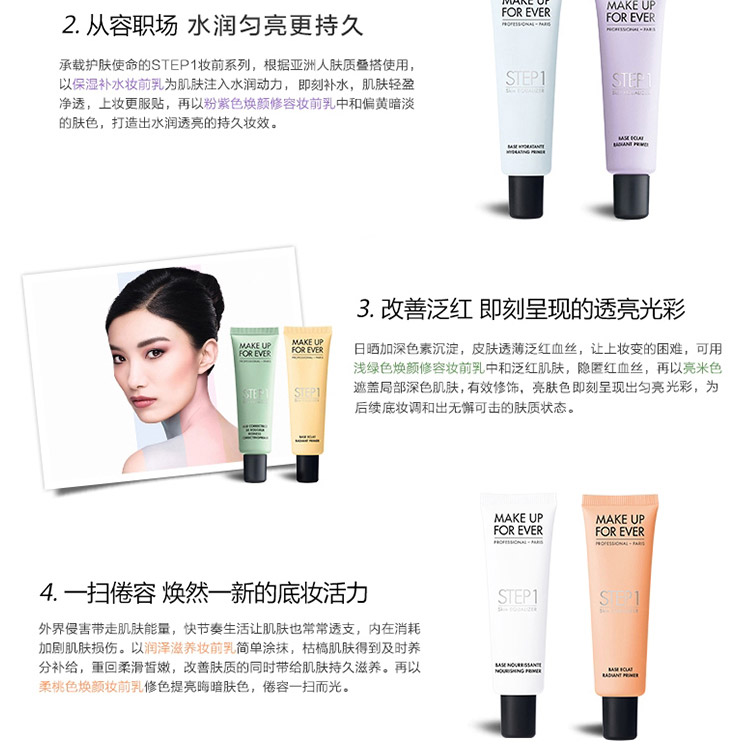 2. 从容职场 水润匀亮更持久
承载护肤使命的STEP1妆前系列，根据亚洲人肤质叠搭使用，
以保湿补水妆前乳为肌肤注入水润动力，即刻补水，肌肤轻盈
净透，上妆更服贴，再以粉紫色焕颜修容妆前乳中和偏黄暗淡
的肤色，打造出水润透亮的持久妆效。
MAKE UP
FOR EVER
PROFESSIONAL - PARIS
STEP 1
SKIN EQUALIZER
BASE HYDRATANTE
HYDRATING PRIMER
MAKE UP
FOR EVER
PROFESSIONAL - PARIS
STEP 1
SKIN EQUALIZER
BASE ECLAT
RADIANT PRIMER
3. 改善泛红 即刻呈现的透亮光彩
日晒加深色素沉淀，皮肤透薄泛红血丝，让上妆变的困难，可用
浅绿色焕颜修容妆前乳中和泛红肌肤，隐匿红血丝，再以亮米色
遮盖局部深色肌肤，有效修饰，亮肤色即刻呈现出匀亮光彩，为
后续底妆调和出无懈可击的肤质状态。
MAKE UP
FOR EVER
PROFESSIONAL - PARIS
STEP 1
MAKE UP
FOR EVER
PROFESSIONAL - PARIS
STEP 1
BASE ECLAT
RADIANT PRIMER
4. 一扫倦容 焕然一新的底妆活力
外界侵害带走肌肤能量，快节奏生活让肌肤也常常透支，内在消耗
加剧肌肤损伤。以润泽滋养妆前乳简单涂抹，枯槁肌肤得到及时养
分补给，重回柔滑皙嫩，改善肤质的同时带给肌肤持久滋养。再以
柔桃色焕颜妆前乳修色提亮晦暗肤色，倦容一扫而光。
MAKE UP
FOR EVER
PROFESSIONAL - PARIS
STEP 1
SKIN EQUALIZER
BASE NOURRISSANTE
NOURISHING PRIMER
MAKE UP
FOR EVER
PROFESSIONAL - PARIS
STEP 1
SKIN EQUALIZER
BASE ECLAT
RADIANT PRIMER